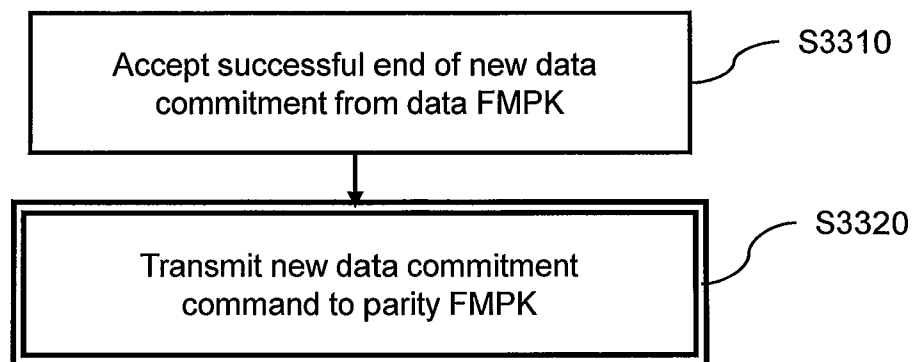 Accept successful end of new data
commitment from data FMPK
S3310
Transmit new data commitment
command to parity FMPK
S3320